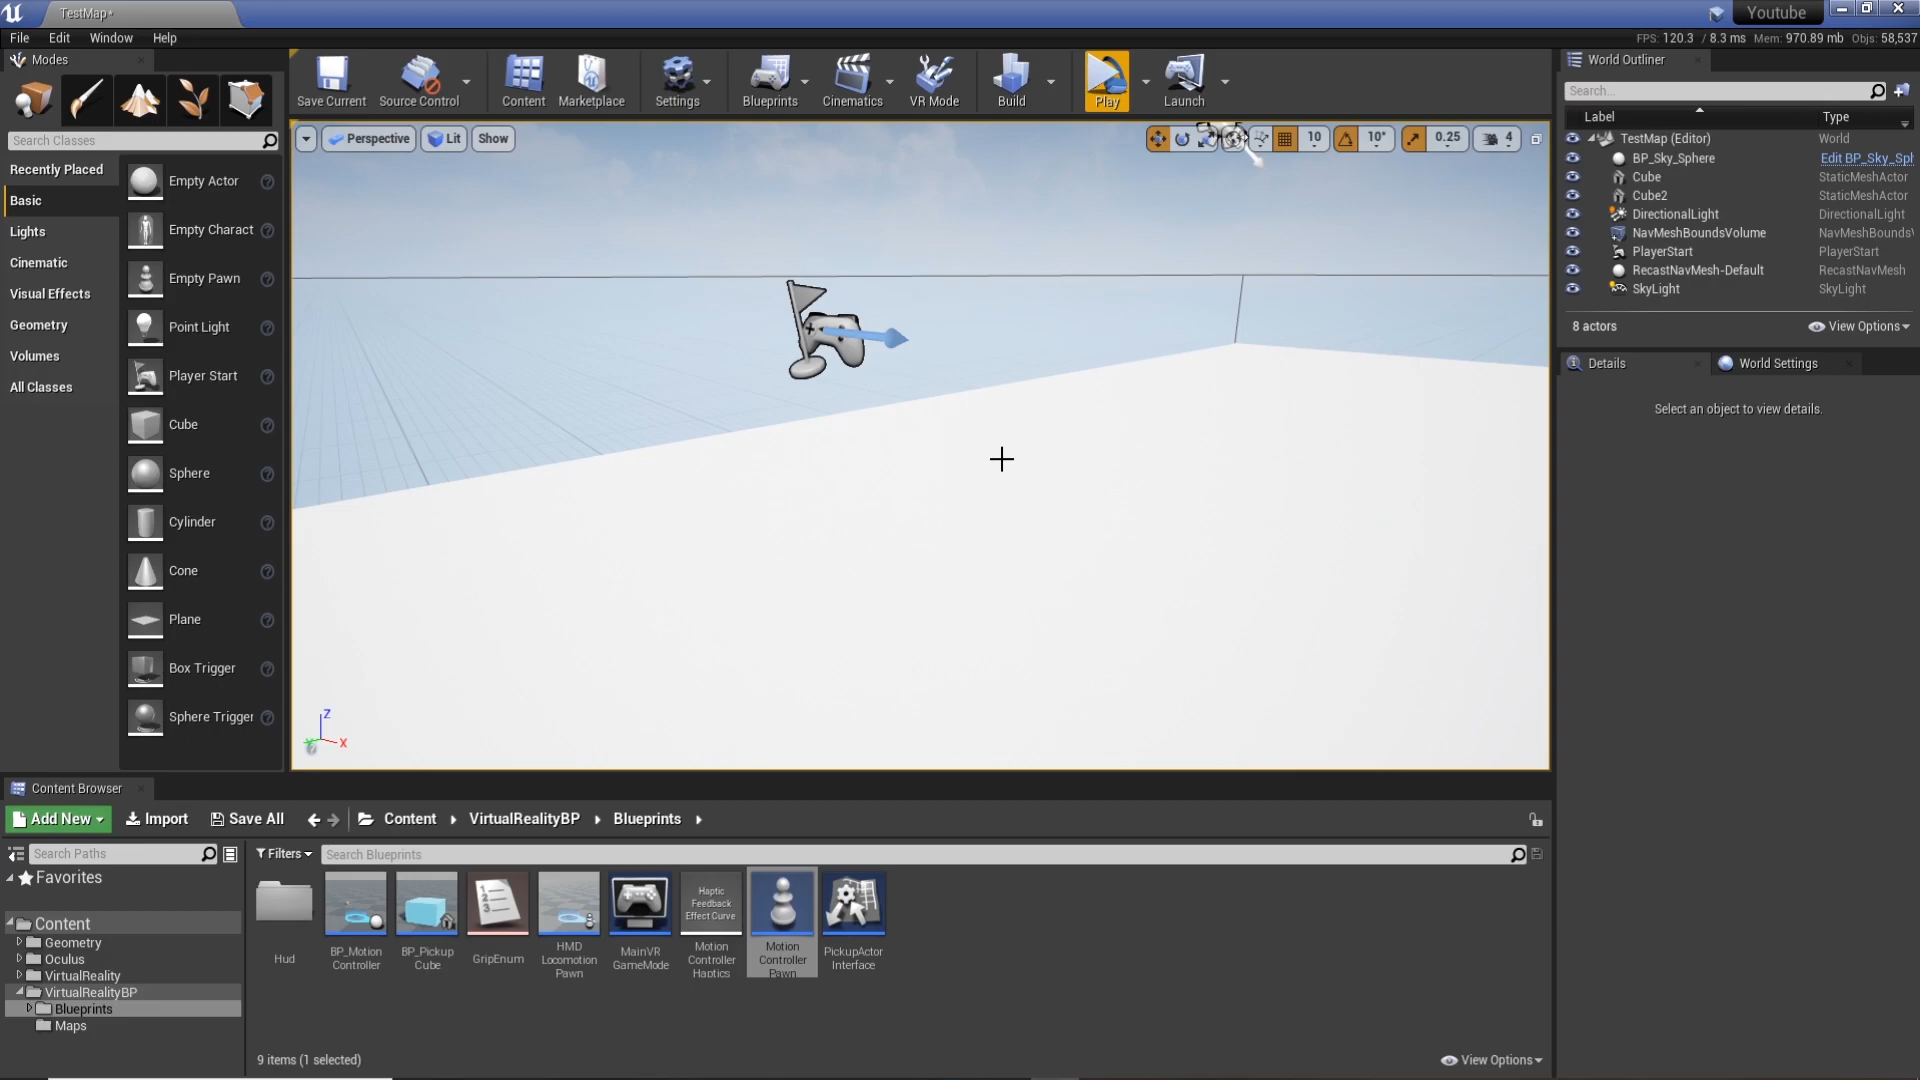 TestMap*
Youtube
File Edit Window Help
FPS: 120.3 / 8.3 ms Mem: 970.89 mb Objs: 58,537
Modes
Search Classes
Recently Placed
Basic
Lights
Cinematic
Visual Effects
Geometry
Volumes
All Classes
Empty Actor
Empty Charact
Empty Pawn
Point Light
Player Start
Cube
Sphere
Cylinder
Cone
Plane
Box Trigger
Sphere Trigger
Save Current
Source Control
Content
Marketplace
Settings
Blueprints
Cinematics
VR Mode
Build
Play
Launch
Perspective
Lit
Show
10
10°
0.25
4
Z
X
World Outliner
Search...
Label Type
TestMap (Editor) World
BP_Sky_Sphere Edit BP_Sky_Sph
Cube StaticMeshActor
Cube2 StaticMeshActor
DirectionalLight DirectionalLight
NavMeshBoundsVolume NavMeshBoundsV
PlayerStart PlayerStart
RecastNavMesh-Default RecastNavMesh
SkyLight SkyLight
8 actors
View Options
Details
World Settings
Select an object to view details.
Content Browser
Add New
Import
Save All
Content
VirtualRealityBP
Blueprints
Search Paths
Filters
Search Blueprints
Favorites
Content
Geometry
Oculus
VirtualReality
VirtualRealityBP
Blueprints
Maps
Hud
BP_Motion
Controller
BP_Pickup
Cube
1
2
3
GripEnum
HMD
Locomotion
Pawn
MainVR
GameMode
Haptic
Feedback
Effect Curve
Motion
Controller
Haptics
Motion
Controller
Pawn
PickupActor
Interface
9 items (1 selected)
View Options